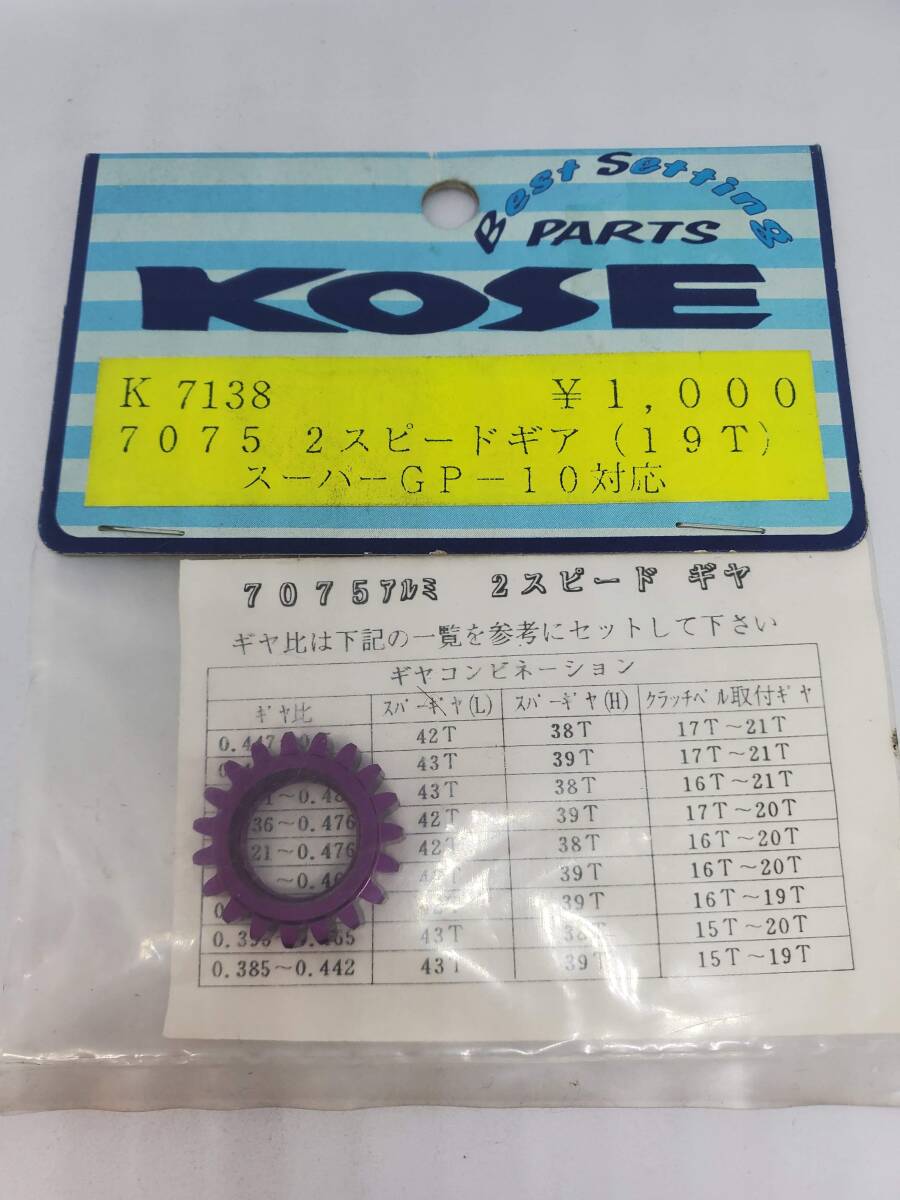 Best Setting
PARTS
KOSE
K 7138 ¥1,000
7075 2スピードギア (19T)
スーパーGP-10対応
7075アルミ 2スピード ギヤ
ギヤ比は下記の一覧を参考にセットして下さい
ギヤコンビネーション
ギヤ比 スパーギヤ(L) スパーギヤ(H) クラッチベル取付ギヤ
42T 38T 17T~21T
43T 39T 17T~21T
43T 38T 16T~21T
~0.476 42T 39T 17T~20T
~0.476 42T 38T 16T~20T
39T 16T~20T
39T 16T~19T
43T 38T 15T~20T
0.385~0.442 43T 39T 15T~19T